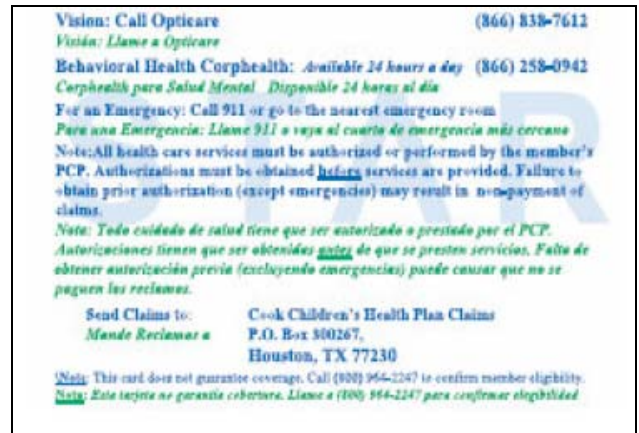 Vision: Call Opticare (866) 838-7612
Visión: Llame a Opticare
Behavioral Health Corphealth: Available 24 hours a day (866) 258-0942
Corphealth para Salud Mental Disponible 24 horas al día
For an Emergency: Call 911 or go to the nearest emergency room
Para una Emergencia: Llame 911 o vaya al cuarto de emergencia más cercano
Note:All health care services must be authorized or performed by the member's
PCP. Authorizations must be obtained before services are provided. Failure to
obtain prior authorization (except emergencies) may result in non-payment of
claims.
Nota: Todo cuidado de salud tiene que ser autorizado o prestado por el PCP.
Autorizaciones tienen que ser obtenidas antes de que se presten servicios. Falta de
obtener autorización previa (excluyendo emergencias) puede causar que no se
paguen los reclamos.
Send Claims to: Cook Children's Health Plan Claims
Mande Reclamos a P.O. Box 300267,
Houston, TX 77230
Note: This card does not guarantee coverage. Call (800) 964-2247 to confirm member eligibility.
Nota: Esta tarjeta no garantía cobertura. Llame a (800) 964-2247 para confirmar elegibilidad
STAR